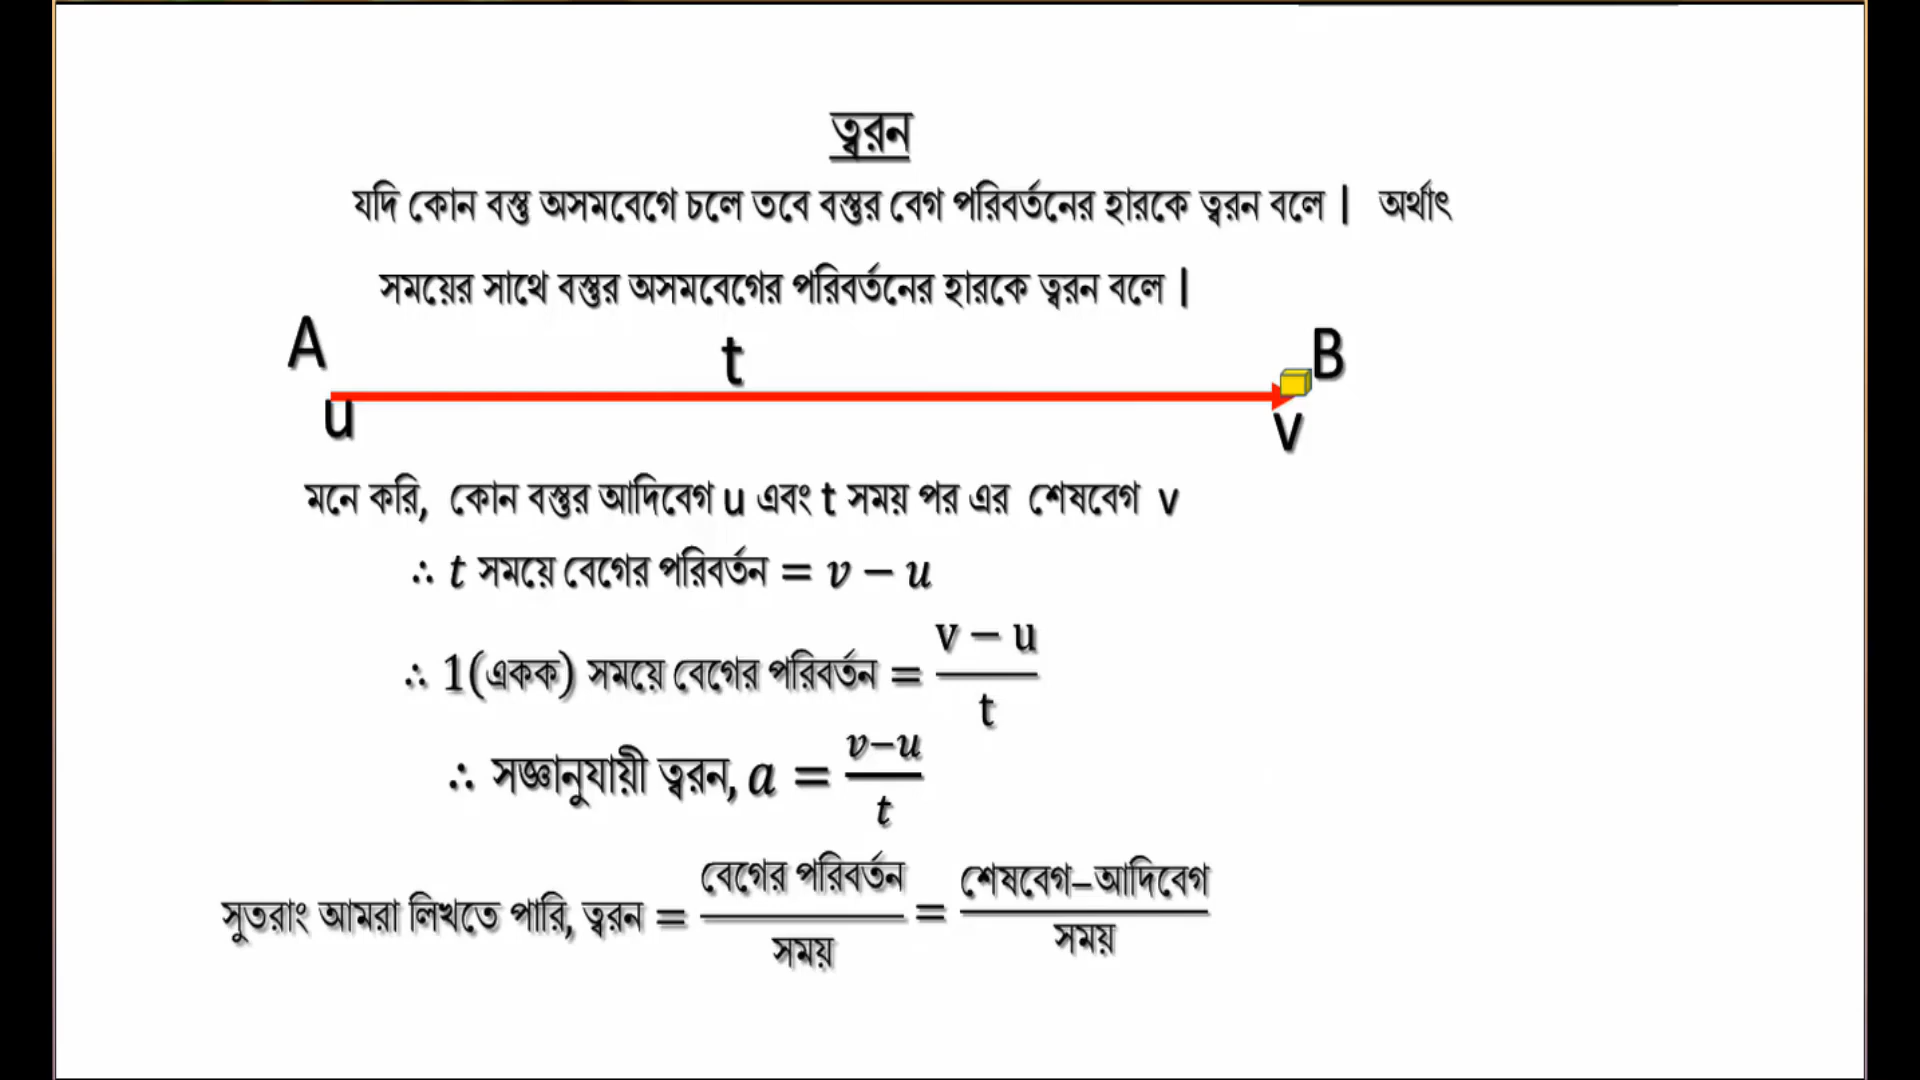 ত্বরন
যদি কোন বস্তু অসমবেগে চলে তবে বস্তুর বেগ পরিবর্তনের হারকে ত্বরন বলে | অর্থাৎ
সময়ের সাথে বস্তুর অসমবেগের পরিবর্তনের হারকে ত্বরন বলে |
A t B
u v
মনে করি, কোন বস্তুর আদিবেগ u এবং t সময় পর এর শেষবেগ v
∴ t সময়ে বেগের পরিবর্তন = v − u
∴ 1(একক) সময়ে বেগের পরিবর্তন = (v − u)/t
∴ সজ্ঞানুযায়ী ত্বরন, a = (v−u)/t
সুতরাং আমরা লিখতে পারি, ত্বরন = বেগের পরিবর্তন/সময় = শেষবেগ−আদিবেগ/সময়